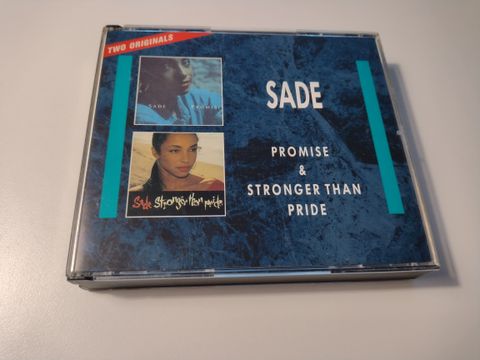 TWO ORIGINALS
SADE PROMISE
Sade Stronger than pride
SADE
PROMISE
&
STRONGER THAN
PRIDE